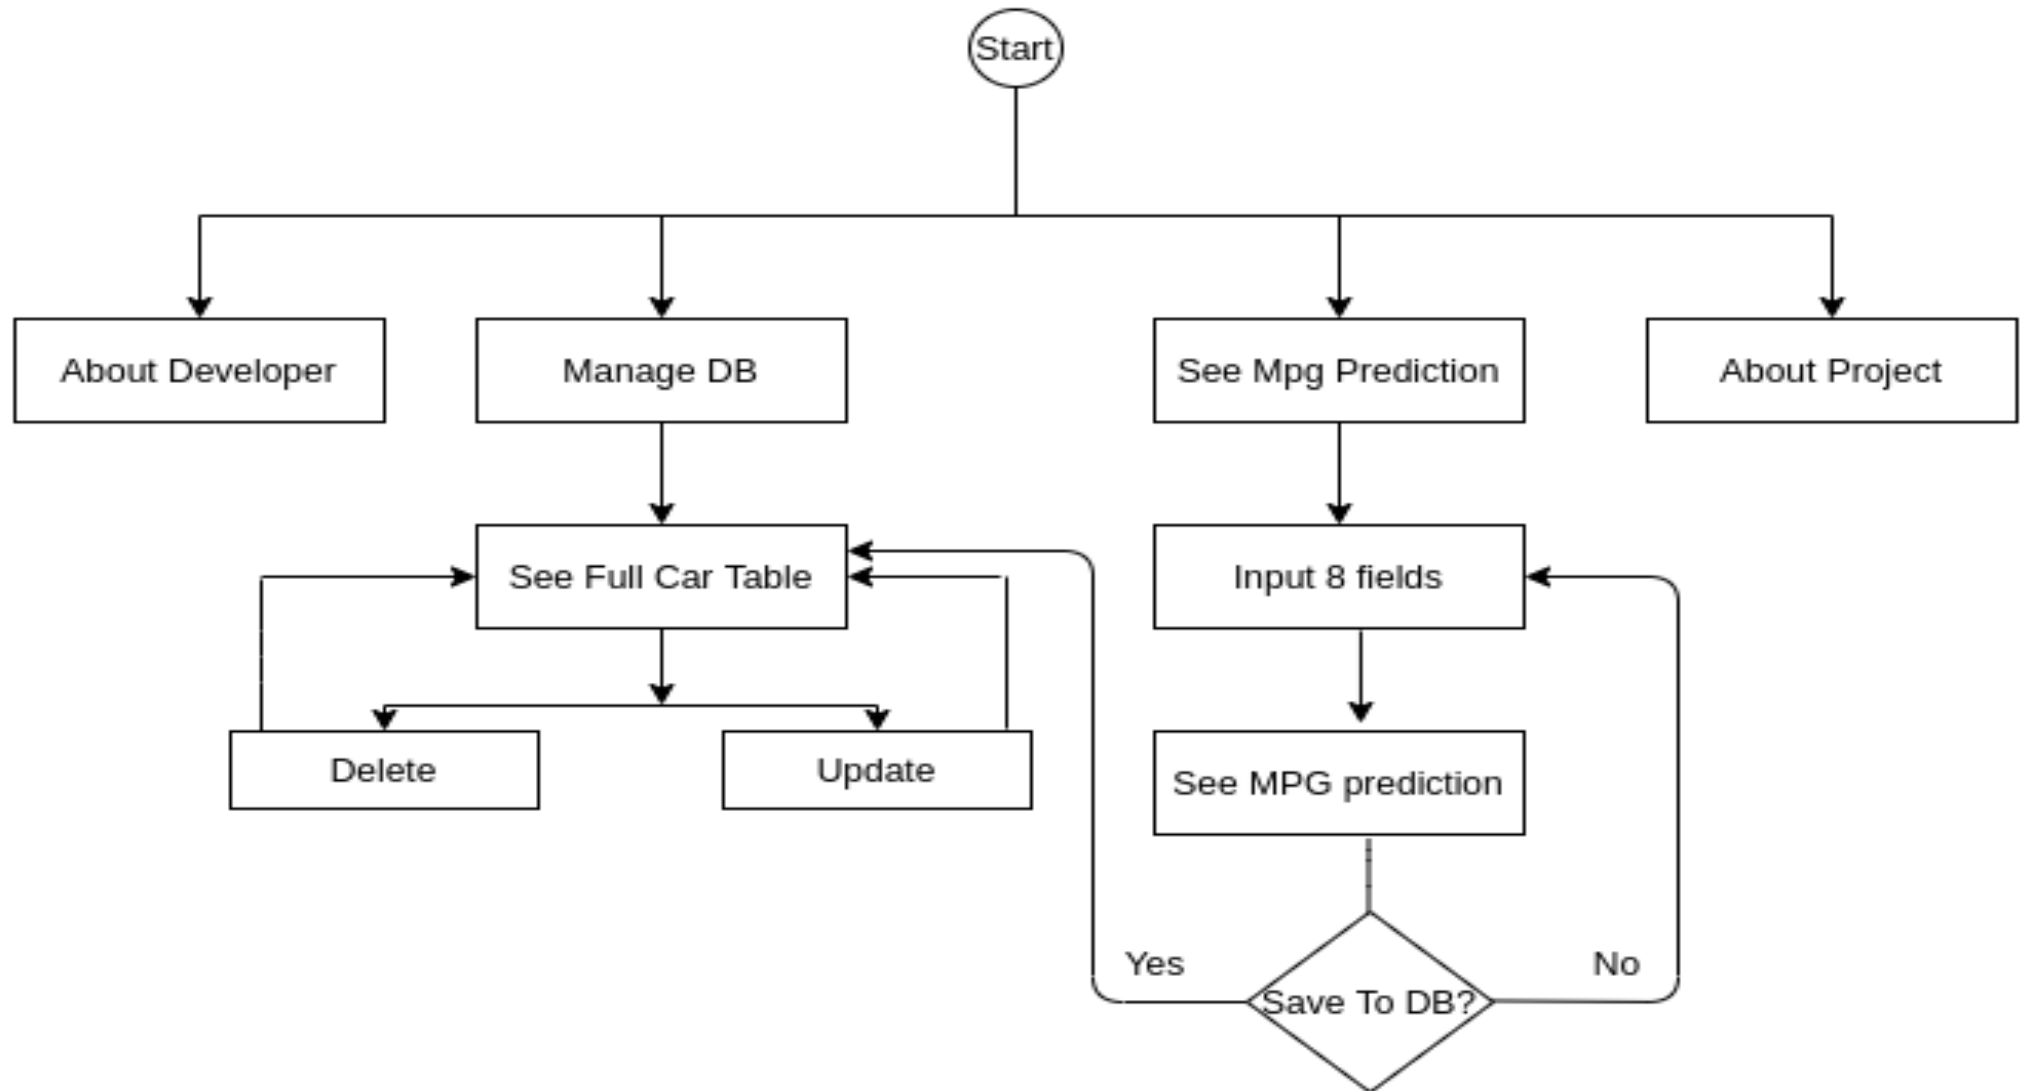 Start
About Developer
Manage DB
See Mpg Prediction
About Project
See Full Car Table
Input 8 fields
Delete
Update
See MPG prediction
Yes
No
Save To DB?